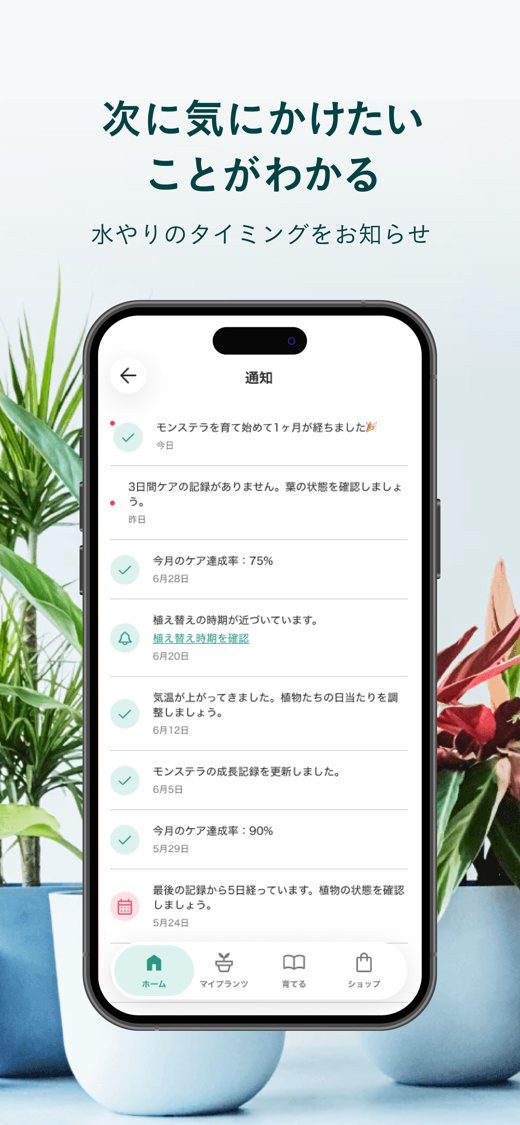 次に気にかけたい
ことがわかる
水やりのタイミングをお知らせ
通知
モンステラを育て始めて1ヶ月が経ちました🎉
今日
3日間ケアの記録がありません。葉の状態を確認しましょ
う。
昨日
今月のケア達成率：75%
6月28日
植え替えの時期が近づいています。
植え替え時期を確認
6月20日
気温が上がってきました。植物たちの日当たりを調
整しましょう。
6月12日
モンステラの成長記録を更新しました。
6月5日
今月のケア達成率：90%
5月29日
最後の記録から5日経っています。植物の状態を確認
しましょう。
5月24日
ホーム
マイプランツ
育てる
ショップ